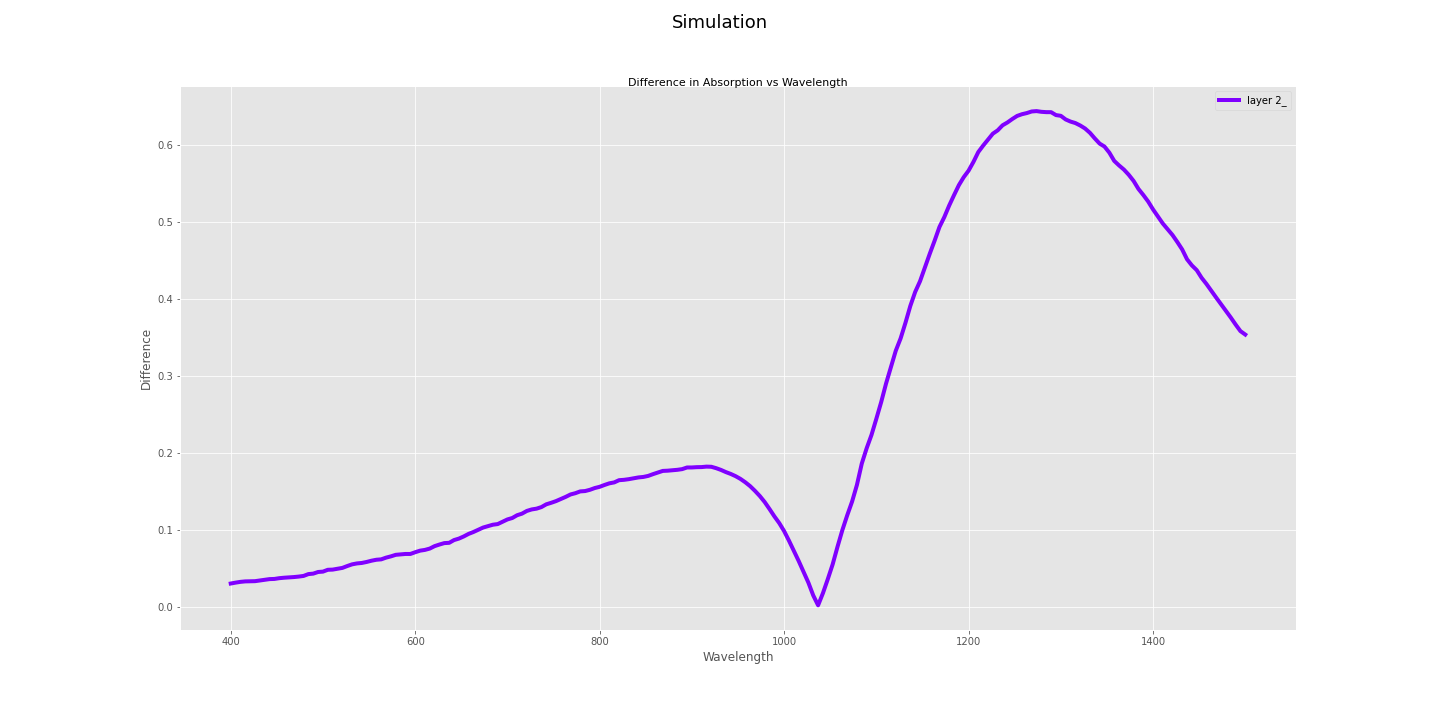 Simulation
Difference in Absorption vs Wavelength
layer 2_
0.6
0.5
0.4
0.3
0.2
0.1
0.0
Difference
400 600 800 1000 1200 1400
Wavelength